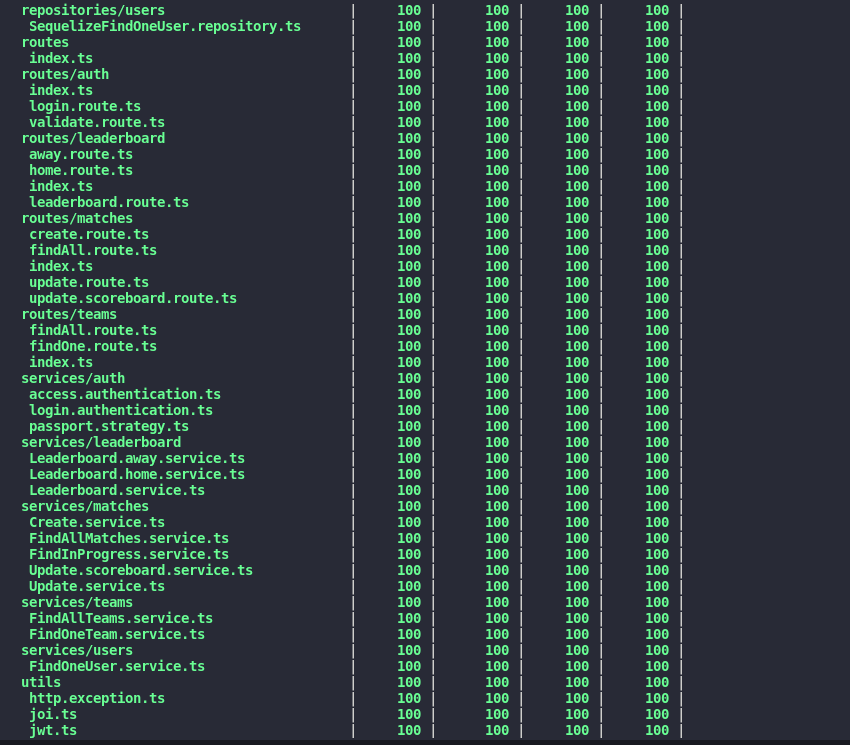 repositories/users | 100 | 100 | 100 | 100 |
SequelizeFindOneUser.repository.ts | 100 | 100 | 100 | 100 |
routes | 100 | 100 | 100 | 100 |
index.ts | 100 | 100 | 100 | 100 |
routes/auth | 100 | 100 | 100 | 100 |
index.ts | 100 | 100 | 100 | 100 |
login.route.ts | 100 | 100 | 100 | 100 |
validate.route.ts | 100 | 100 | 100 | 100 |
routes/leaderboard | 100 | 100 | 100 | 100 |
away.route.ts | 100 | 100 | 100 | 100 |
home.route.ts | 100 | 100 | 100 | 100 |
index.ts | 100 | 100 | 100 | 100 |
leaderboard.route.ts | 100 | 100 | 100 | 100 |
routes/matches | 100 | 100 | 100 | 100 |
create.route.ts | 100 | 100 | 100 | 100 |
findAll.route.ts | 100 | 100 | 100 | 100 |
index.ts | 100 | 100 | 100 | 100 |
update.route.ts | 100 | 100 | 100 | 100 |
update.scoreboard.route.ts | 100 | 100 | 100 | 100 |
routes/teams | 100 | 100 | 100 | 100 |
findAll.route.ts | 100 | 100 | 100 | 100 |
findOne.route.ts | 100 | 100 | 100 | 100 |
index.ts | 100 | 100 | 100 | 100 |
services/auth | 100 | 100 | 100 | 100 |
access.authentication.ts | 100 | 100 | 100 | 100 |
login.authentication.ts | 100 | 100 | 100 | 100 |
passport.strategy.ts | 100 | 100 | 100 | 100 |
services/leaderboard | 100 | 100 | 100 | 100 |
Leaderboard.away.service.ts | 100 | 100 | 100 | 100 |
Leaderboard.home.service.ts | 100 | 100 | 100 | 100 |
Leaderboard.service.ts | 100 | 100 | 100 | 100 |
services/matches | 100 | 100 | 100 | 100 |
Create.service.ts | 100 | 100 | 100 | 100 |
FindAllMatches.service.ts | 100 | 100 | 100 | 100 |
FindInProgress.service.ts | 100 | 100 | 100 | 100 |
Update.scoreboard.service.ts | 100 | 100 | 100 | 100 |
Update.service.ts | 100 | 100 | 100 | 100 |
services/teams | 100 | 100 | 100 | 100 |
FindAllTeams.service.ts | 100 | 100 | 100 | 100 |
FindOneTeam.service.ts | 100 | 100 | 100 | 100 |
services/users | 100 | 100 | 100 | 100 |
FindOneUser.service.ts | 100 | 100 | 100 | 100 |
utils | 100 | 100 | 100 | 100 |
http.exception.ts | 100 | 100 | 100 | 100 |
joi.ts | 100 | 100 | 100 | 100 |
jwt.ts | 100 | 100 | 100 | 100 |